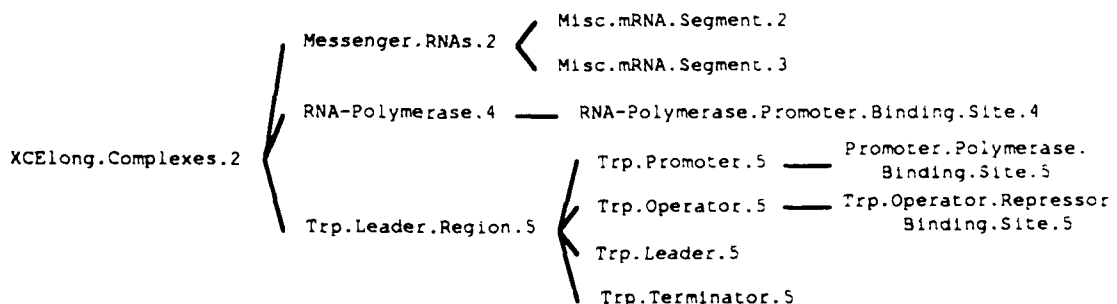 Misc.mRNA.Segment.2
Messenger.RNAs.2
Misc.mRNA.Segment.3
RNA-Polymerase.4
RNA-Polymerase.Promoter.Binding.Site.4
XCElong.Complexes.2
Trp.Promoter.5
Promoter.Polymerase.
Binding.Site.5
Trp.Operator.5
Trp.Operator.Repressor
Binding.Site.5
Trp.Leader.Region.5
Trp.Leader.5
Trp.Terminator.5